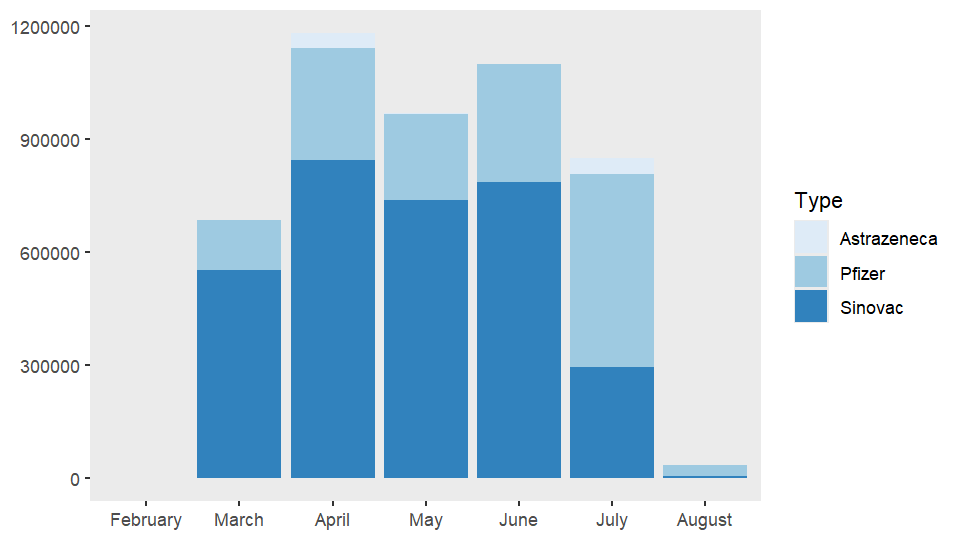 1200000
900000
600000
300000
0
February March April May June July August
Type
Astrazeneca
Pfizer
Sinovac